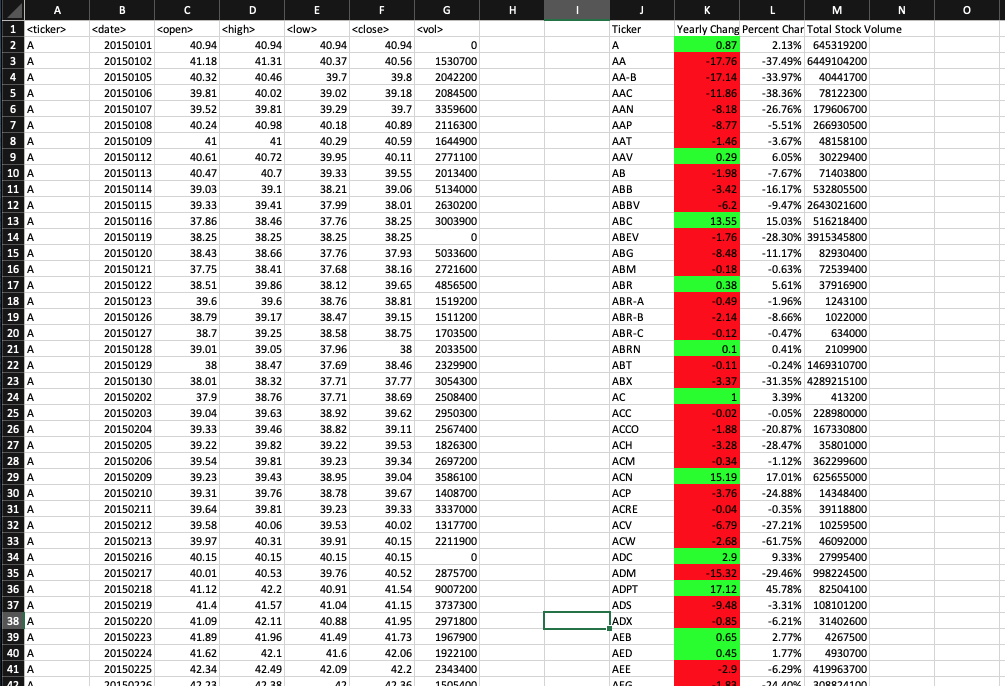 A B C D E F G H I J K L M N O
1 <ticker> <date> <open> <high> <low> <close> <vol> Ticker Yearly Chang Percent Char Total Stock Volume
2 A 20150101 40.94 40.94 40.94 40.94 0 A 0.87 2.13% 645319200
3 A 20150102 41.18 41.31 40.37 40.56 1530700 AA -17.76 -37.49% 6449104200
4 A 20150105 40.32 40.46 39.7 39.8 2042200 AA-B -17.14 -33.97% 40441700
5 A 20150106 39.81 40.02 39.02 39.18 2084500 AAC -11.86 -38.36% 78122300
6 A 20150107 39.52 39.81 39.29 39.7 3359600 AAN -8.18 -26.76% 179606700
7 A 20150108 40.24 40.98 40.18 40.89 2116300 AAP -8.77 -5.51% 266930500
8 A 20150109 41 41 40.29 40.59 1644900 AAT -1.46 -3.67% 48158100
9 A 20150112 40.61 40.72 39.95 40.11 2771100 AAV 0.29 6.05% 30229400
10 A 20150113 40.47 40.7 39.33 39.55 2013400 AB -1.98 -7.67% 71403800
11 A 20150114 39.03 39.1 38.21 39.06 5134000 ABB -3.42 -16.17% 532805500
12 A 20150115 39.33 39.41 37.99 38.01 2630200 ABBV -6.2 -9.47% 2643021600
13 A 20150116 37.86 38.46 37.76 38.25 3003900 ABC 13.55 15.03% 516218400
14 A 20150119 38.25 38.25 38.25 38.25 0 ABEV -1.76 -28.30% 3915345800
15 A 20150120 38.43 38.66 37.76 37.93 5033600 ABG -8.48 -11.17% 82930400
16 A 20150121 37.75 38.41 37.68 38.16 2721600 ABM -0.18 -0.63% 72539400
17 A 20150122 38.51 39.86 38.12 39.65 4856500 ABR 0.38 5.61% 37916900
18 A 20150123 39.6 39.6 38.76 38.81 1519200 ABR-A -0.49 -1.96% 1243100
19 A 20150126 38.79 39.17 38.47 39.15 1511200 ABR-B -2.14 -8.66% 1022000
20 A 20150127 38.7 39.25 38.58 38.75 1703500 ABR-C -0.12 -0.47% 634000
21 A 20150128 39.01 39.05 37.96 38 2033500 ABRN 0.1 0.41% 2109900
22 A 20150129 38 38.47 37.69 38.46 2329900 ABT -0.11 -0.24% 1469310700
23 A 20150130 38.01 38.32 37.71 37.77 3054300 ABX -3.37 -31.35% 4289215100
24 A 20150202 37.9 38.76 37.71 38.69 2508400 AC 1 3.39% 413200
25 A 20150203 39.04 39.63 38.92 39.62 2950300 ACC -0.02 -0.05% 228980000
26 A 20150204 39.33 39.46 38.82 39.11 2567400 ACCO -1.88 -20.87% 167330800
27 A 20150205 39.22 39.82 39.22 39.53 1826300 ACH -3.28 -28.47% 35801000
28 A 20150206 39.54 39.81 39.23 39.34 2697200 ACM -0.34 -1.12% 362299600
29 A 20150209 39.23 39.43 38.95 39.04 3586100 ACN 15.19 17.01% 625655000
30 A 20150210 39.31 39.76 38.78 39.67 1408700 ACP -3.76 -24.88% 14348400
31 A 20150211 39.64 39.81 39.23 39.33 3337000 ACRE -0.04 -0.35% 39118800
32 A 20150212 39.58 40.06 39.53 40.02 1317700 ACV -6.79 -27.21% 10259500
33 A 20150213 39.97 40.31 39.91 40.15 2211900 ACW -2.68 -61.75% 46092000
34 A 20150216 40.15 40.15 40.15 40.15 0 ADC 2.9 9.33% 27995400
35 A 20150217 40.01 40.53 39.76 40.52 2875700 ADM -15.32 -29.46% 998224500
36 A 20150218 41.12 42.2 40.91 41.54 9007200 ADPT 17.12 45.78% 82504100
37 A 20150219 41.4 41.57 41.04 41.15 3737300 ADS -9.48 -3.31% 108101200
38 A 20150220 41.09 42.11 40.88 41.95 2971800 ADX -0.85 -6.21% 31402600
39 A 20150223 41.89 41.96 41.49 41.73 1967900 AEB 0.65 2.77% 4267500
40 A 20150224 41.62 42.1 41.6 42.06 1922100 AED 0.45 1.77% 4930700
41 A 20150225 42.34 42.49 42.09 42.2 2343400 AEE -2.9 -6.29% 419963700
42 A 20150226 42.23 42.38 42 42.36 1505400 AEG -1.83 -24.40% 308824100